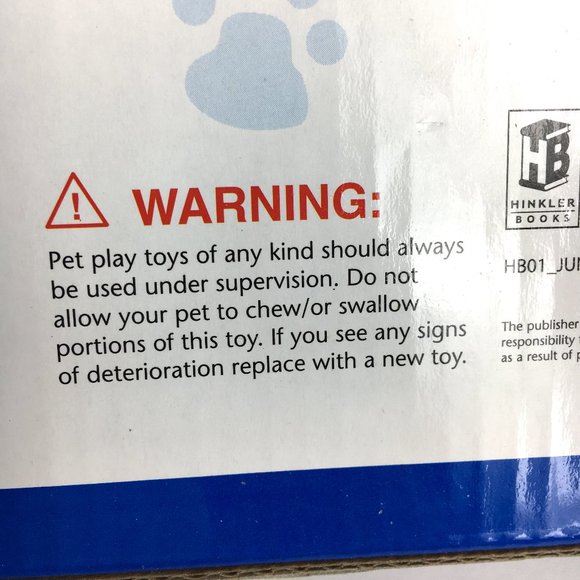 WARNING:
Pet play toys of any kind should always
be used under supervision. Do not
allow your pet to chew/or swallow
portions of this toy. If you see any signs
of deterioration replace with a new toy.
HB
HINKLER
BOOKS
HB01_JUN
The publisher
responsibility
as a result of